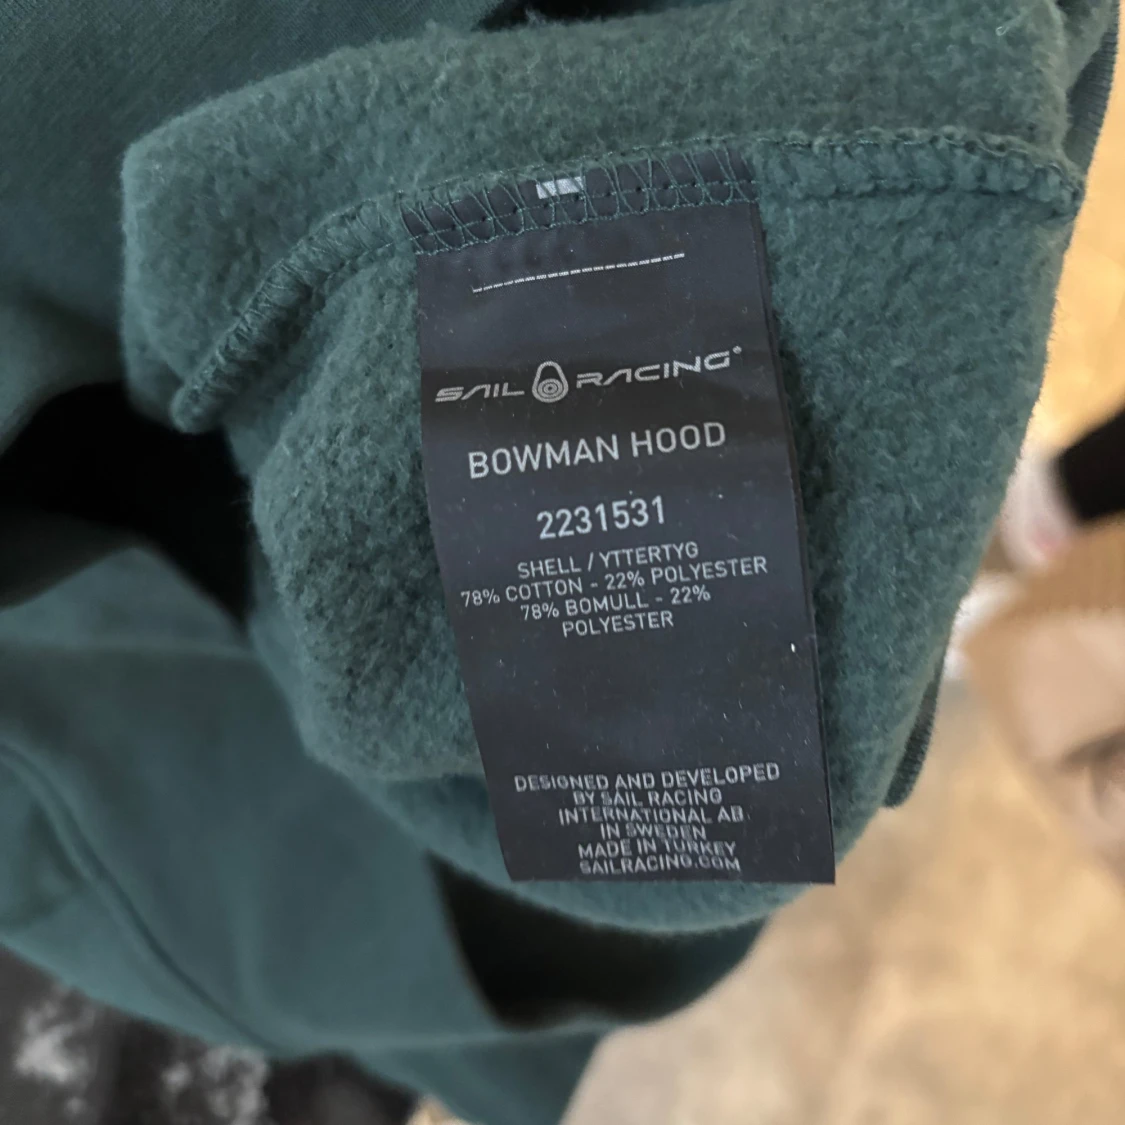 SAIL RACING®
BOWMAN HOOD
2231531
SHELL / YTTERTYG
78% COTTON - 22% POLYESTER
78% BOMULL - 22%
POLYESTER
DESIGNED AND DEVELOPED
BY SAIL RACING
INTERNATIONAL AB
IN SWEDEN
MADE IN TURKEY
SAILRACING.COM